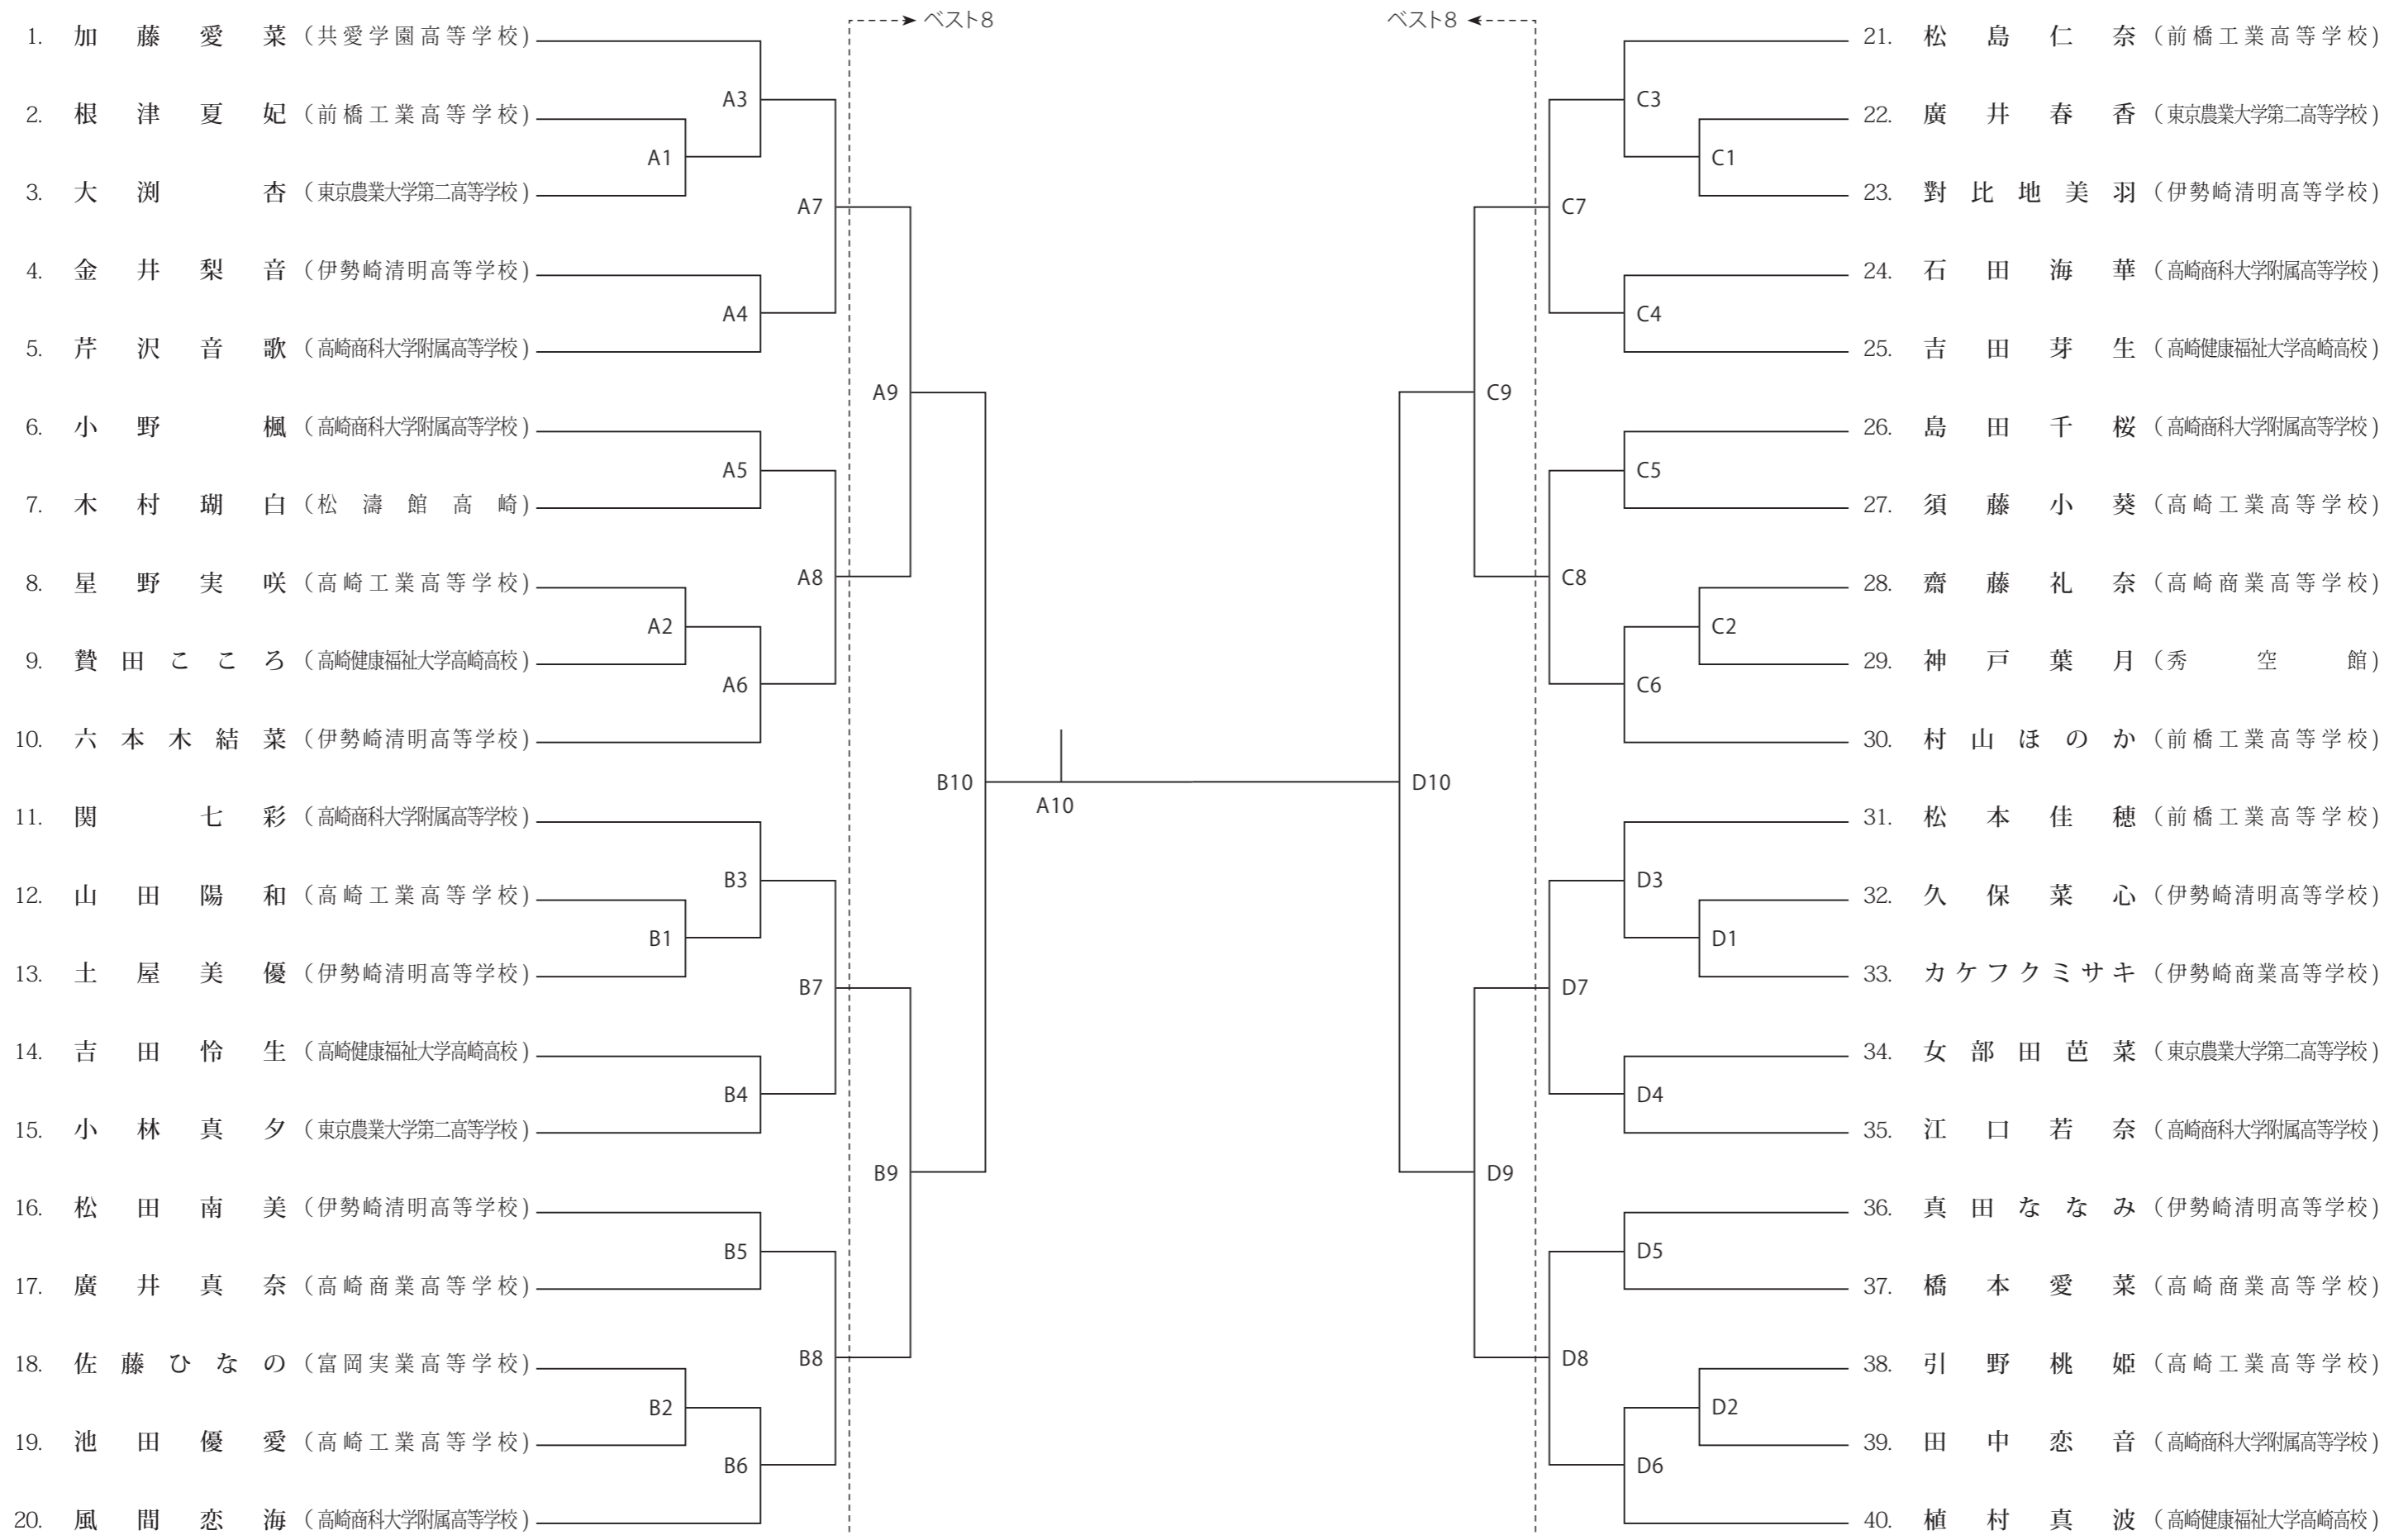 ベスト8
ベスト8
1. 加藤愛菜（共愛学園高等学校）
2. 根津夏妃（前橋工業高等学校）
3. 大渕杏（東京農業大学第二高等学校）
4. 金井梨音（伊勢崎清明高等学校）
5. 芹沢音歌（高崎商科大学附属高等学校）
6. 小野楓（高崎商科大学附属高等学校）
7. 木村瑚白（松濤館高崎）
8. 星野実咲（高崎工業高等学校）
9. 贄田こころ（高崎健康福祉大学高崎高校）
10. 六本木結菜（伊勢崎清明高等学校）
11. 関七彩（高崎商科大学附属高等学校）
12. 山田陽和（高崎工業高等学校）
13. 土屋美優（伊勢崎清明高等学校）
14. 吉田怜生（高崎健康福祉大学高崎高校）
15. 小林真夕（東京農業大学第二高等学校）
16. 松田南美（伊勢崎清明高等学校）
17. 廣井真奈（高崎商業高等学校）
18. 佐藤ひなの（富岡実業高等学校）
19. 池田優愛（高崎工業高等学校）
20. 風間恋海（高崎商科大学附属高等学校）
A3
A1
A7
A4
A9
A5
A8
A2
A6
B10
A10
B3
B1
B7
B4
B9
B5
B8
B2
B6
C3
C1
C7
C4
C9
C5
C8
C2
C6
D10
D3
D1
D7
D4
D9
D5
D8
D2
D6
21. 松島仁奈（前橋工業高等学校）
22. 廣井春香（東京農業大学第二高等学校）
23. 對比地美羽（伊勢崎清明高等学校）
24. 石田海華（高崎商科大学附属高等学校）
25. 吉田芽生（高崎健康福祉大学高崎高校）
26. 島田千桜（高崎商科大学附属高等学校）
27. 須藤小葵（高崎工業高等学校）
28. 齋藤礼奈（高崎商業高等学校）
29. 神戸葉月（秀空館）
30. 村山ほのか（前橋工業高等学校）
31. 松本佳穂（前橋工業高等学校）
32. 久保菜心（伊勢崎清明高等学校）
33. カケフクミサキ（伊勢崎商業高等学校）
34. 女部田芭菜（東京農業大学第二高等学校）
35. 江口若奈（高崎商科大学附属高等学校）
36. 真田ななみ（伊勢崎清明高等学校）
37. 橋本愛菜（高崎商業高等学校）
38. 引野桃姫（高崎工業高等学校）
39. 田中恋音（高崎商科大学附属高等学校）
40. 植村真波（高崎健康福祉大学高崎高校）